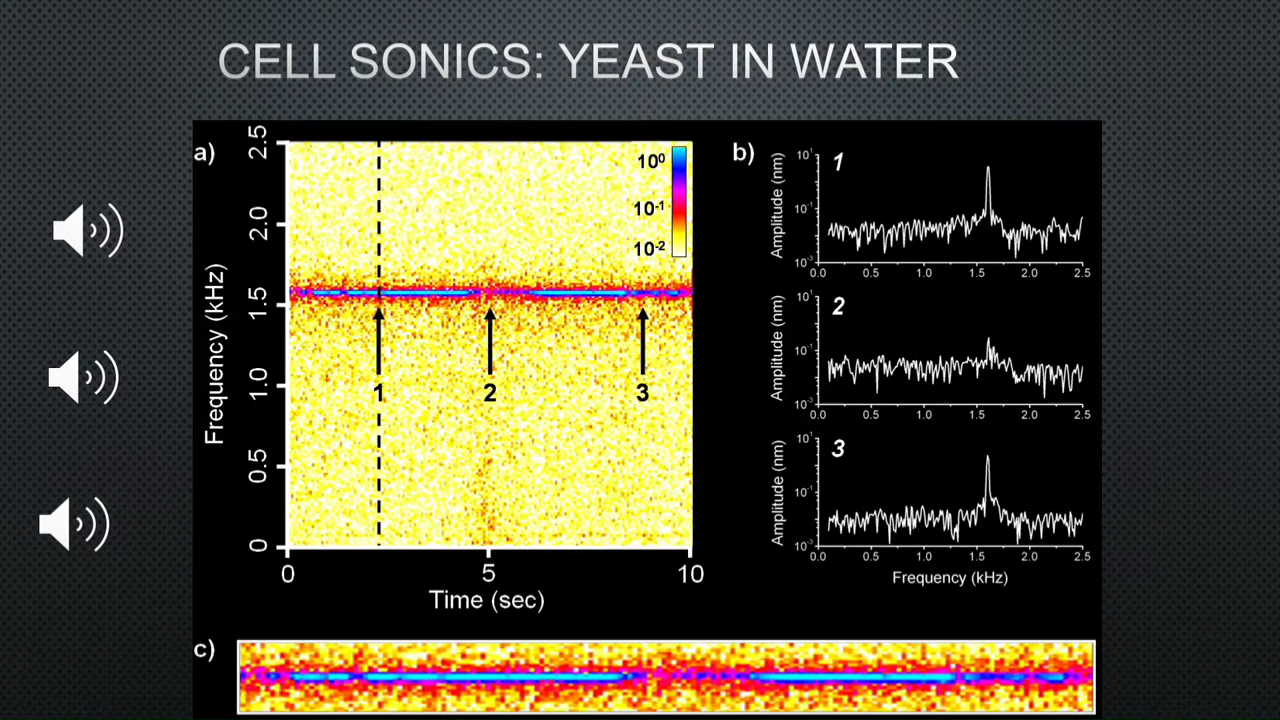 CELL SONICS: YEAST IN WATER
a)
2.5
2.0
1.5
1.0
0.5
0
Frequency (kHz)
10⁰
10⁻¹
10⁻²
1
2
3
0
5
10
Time (sec)
b)
1
Amplitude (nm)
10¹
10⁻¹
10⁻³
0.0 0.5 1.0 1.5 2.0 2.5
2
Amplitude (nm)
10¹
10⁻¹
10⁻³
0.0 0.5 1.0 1.5 2.0 2.5
3
Amplitude (nm)
10¹
10⁻¹
10⁻³
0.0 0.5 1.0 1.5 2.0 2.5
Frequency (kHz)
c)